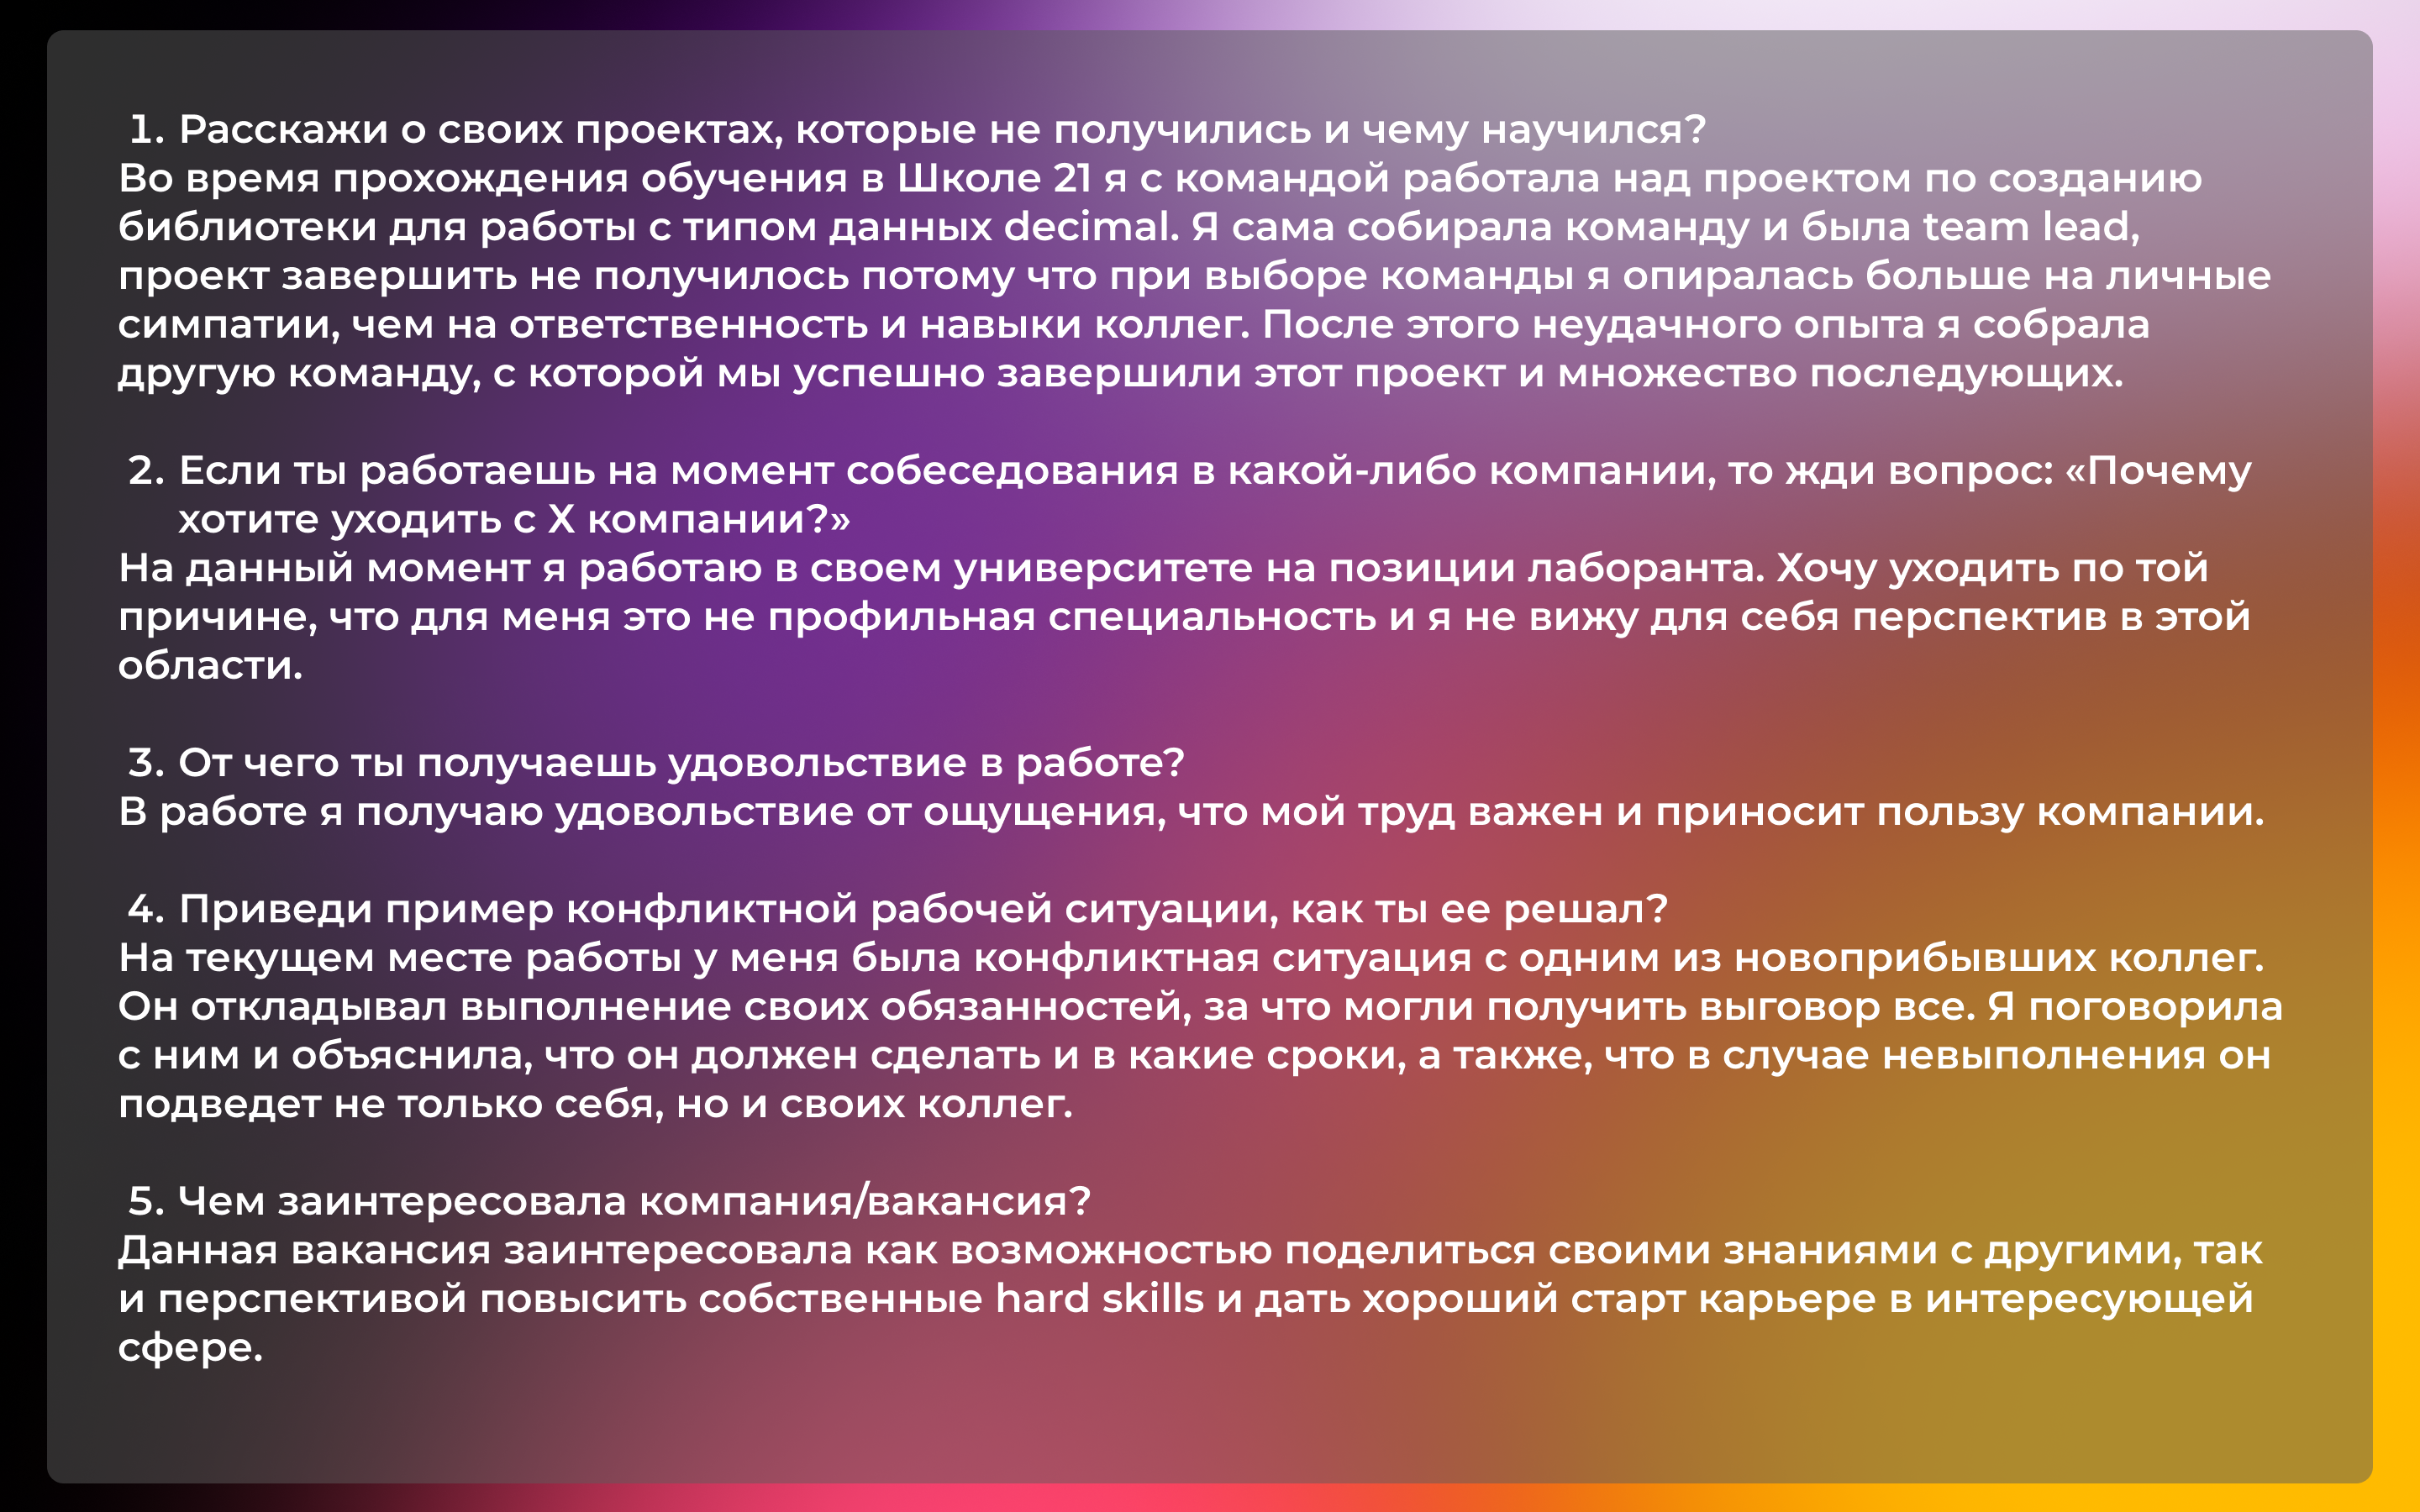 1. Расскажи о своих проектах, которые не получились и чему научился?
Во время прохождения обучения в Школе 21 я с командой работала над проектом по созданию
библиотеки для работы с типом данных decimal. Я сама собирала команду и была team lead,
проект завершить не получилось потому что при выборе команды я опиралась больше на личные
симпатии, чем на ответственность и навыки коллег. После этого неудачного опыта я собрала
другую команду, с которой мы успешно завершили этот проект и множество последующих.
2. Если ты работаешь на момент собеседования в какой-либо компании, то жди вопрос: «Почему
хотите уходить с X компании?»
На данный момент я работаю в своем университете на позиции лаборанта. Хочу уходить по той
причине, что для меня это не профильная специальность и я не вижу для себя перспектив в этой
области.
3. От чего ты получаешь удовольствие в работе?
В работе я получаю удовольствие от ощущения, что мой труд важен и приносит пользу компании.
4. Приведи пример конфликтной рабочей ситуации, как ты ее решал?
На текущем месте работы у меня была конфликтная ситуация с одним из новоприбывших коллег.
Он откладывал выполнение своих обязанностей, за что могли получить выговор все. Я поговорила
с ним и объяснила, что он должен сделать и в какие сроки, а также, что в случае невыполнения он
подведет не только себя, но и своих коллег.
5. Чем заинтересовала компания/вакансия?
Данная вакансия заинтересовала как возможностью поделиться своими знаниями с другими, так
и перспективой повысить собственные hard skills и дать хороший старт карьере в интересующей
сфере.